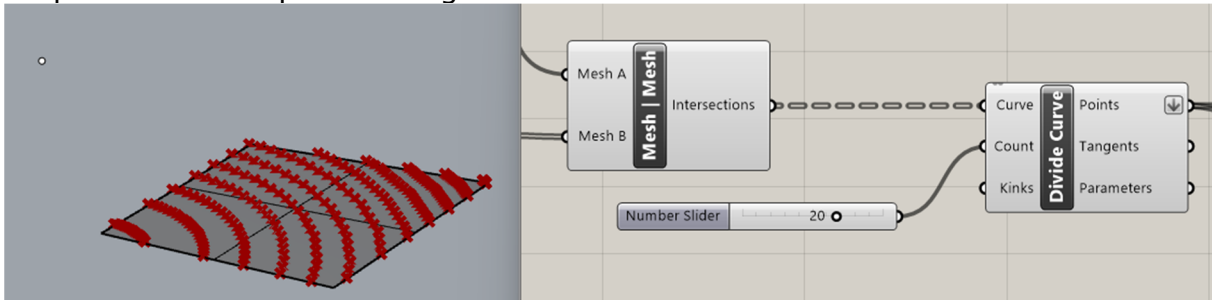 Mesh A
Mesh B
Mesh | Mesh
Intersections
Number Slider
20
Curve
Count
Kinks
Divide Curve
Points
Tangents
Parameters